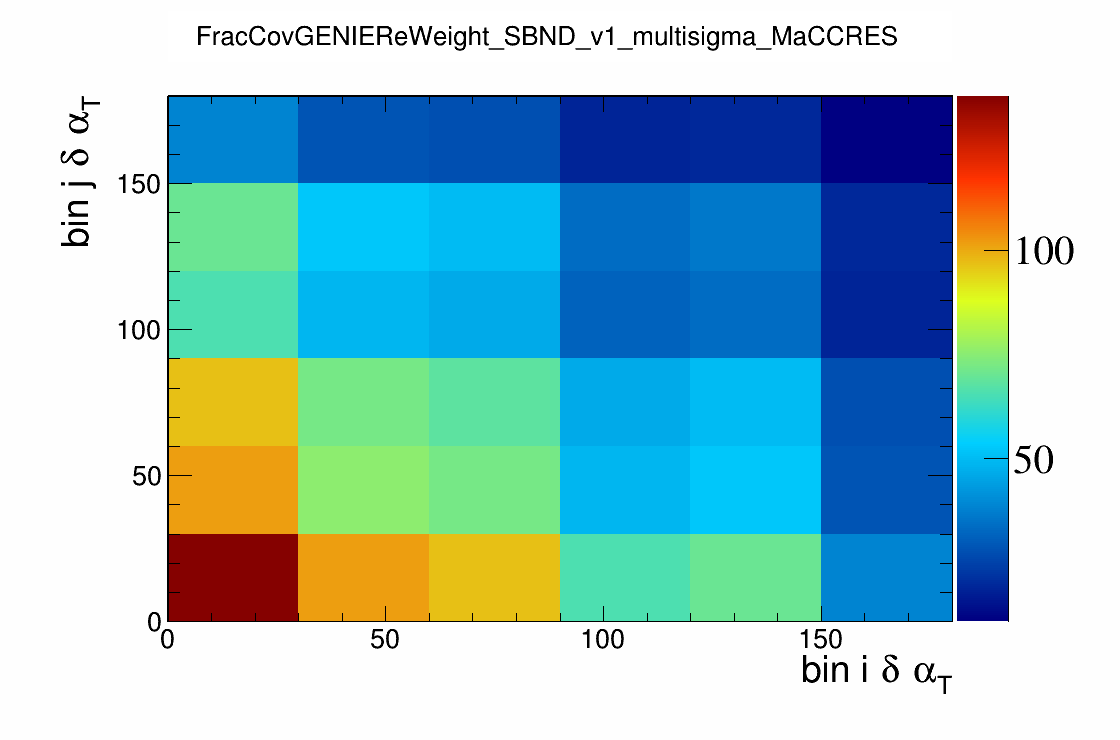 FracCovGENIEReWeight_SBND_v1_multisigma_MaCCRES
bin j δ α_T
150
100
50
0
0 50 100 150
bin i δ α_T
100
50